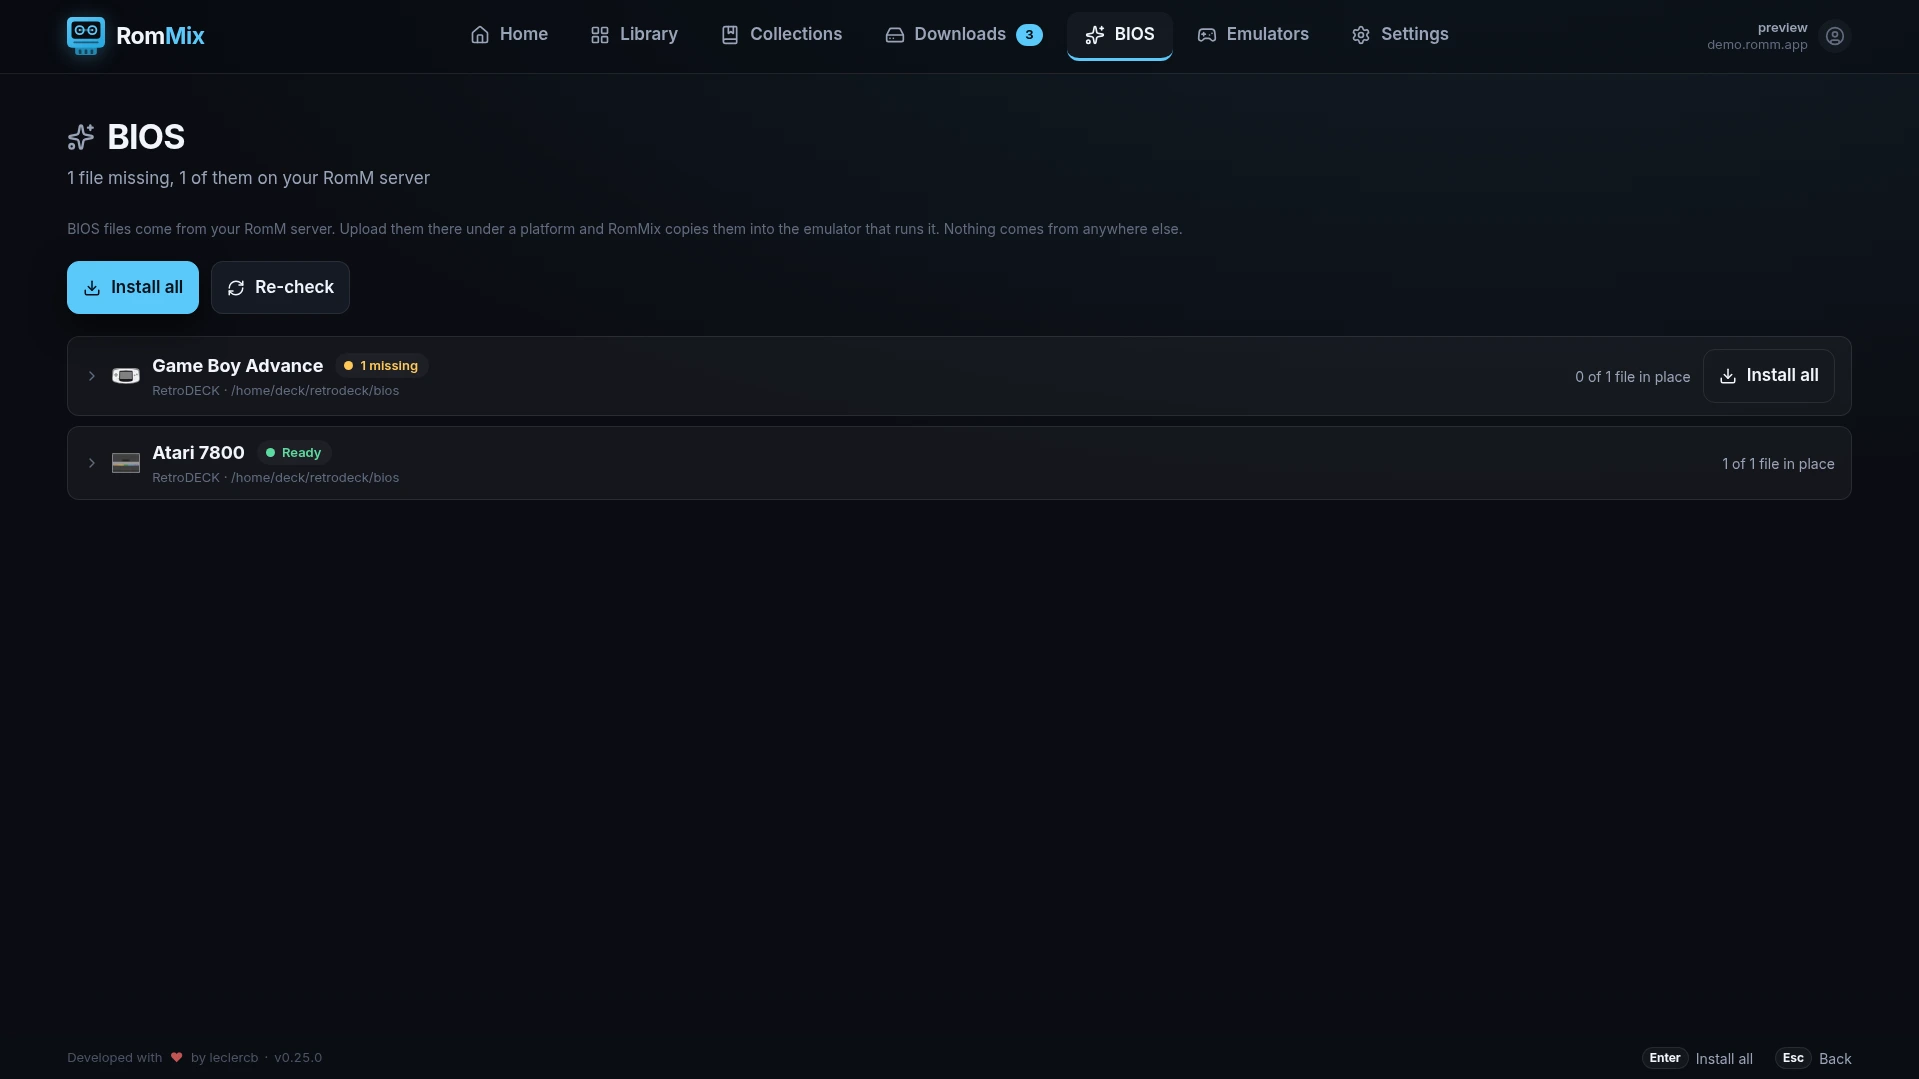 RomMix
Home
Library
Collections
Downloads 3
BIOS
Emulators
Settings
preview
demo.romm.app
BIOS
1 file missing, 1 of them on your RomM server
BIOS files come from your RomM server. Upload them there under a platform and RomMix copies them into the emulator that runs it. Nothing comes from anywhere else.
Install all
Re-check
Game Boy Advance 1 missing
RetroDECK · /home/deck/retrodeck/bios
0 of 1 file in place
Install all
Atari 7800 Ready
RetroDECK · /home/deck/retrodeck/bios
1 of 1 file in place
Developed with ♥ by leclercb · v0.25.0
Enter Install all
Esc Back